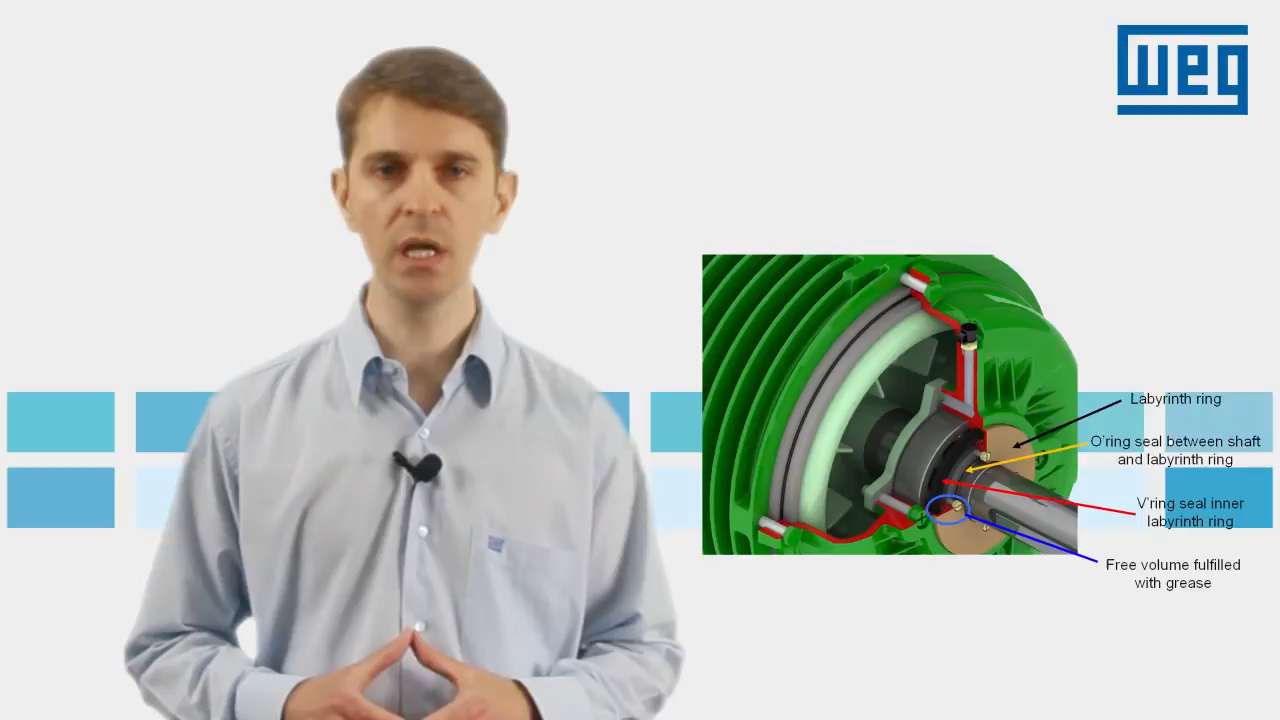 weg
Labyrinth ring
O'ring seal between shaft
and labyrinth ring
V'ring seal inner
labyrinth ring
Free volume fulfilled
with grease